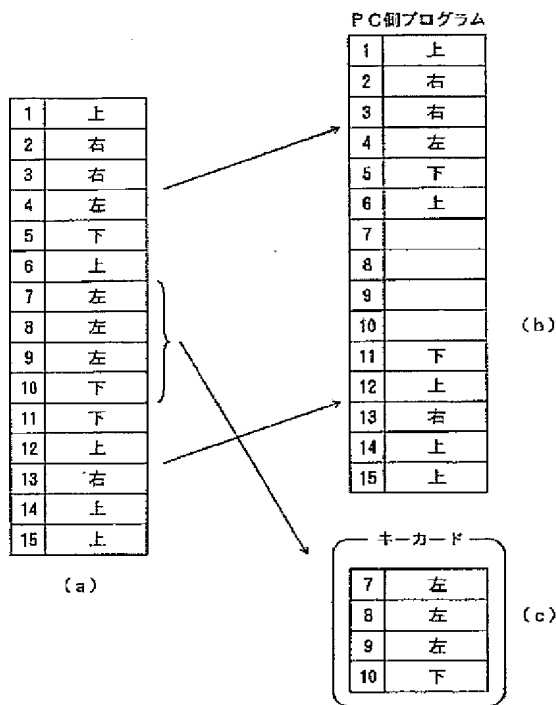 1 上
2 右
3 右
4 左
5 下
6 上
7 左
8 左
9 左
10 下
11 下
12 上
13 右
14 上
15 上
(a)
PC側プログラム
1 上
2 右
3 右
4 左
5 下
6 上
7
8
9
10
11 下
12 上
13 右
14 上
15 上
(b)
キーカード
7 左
8 左
9 左
10 下
(c)